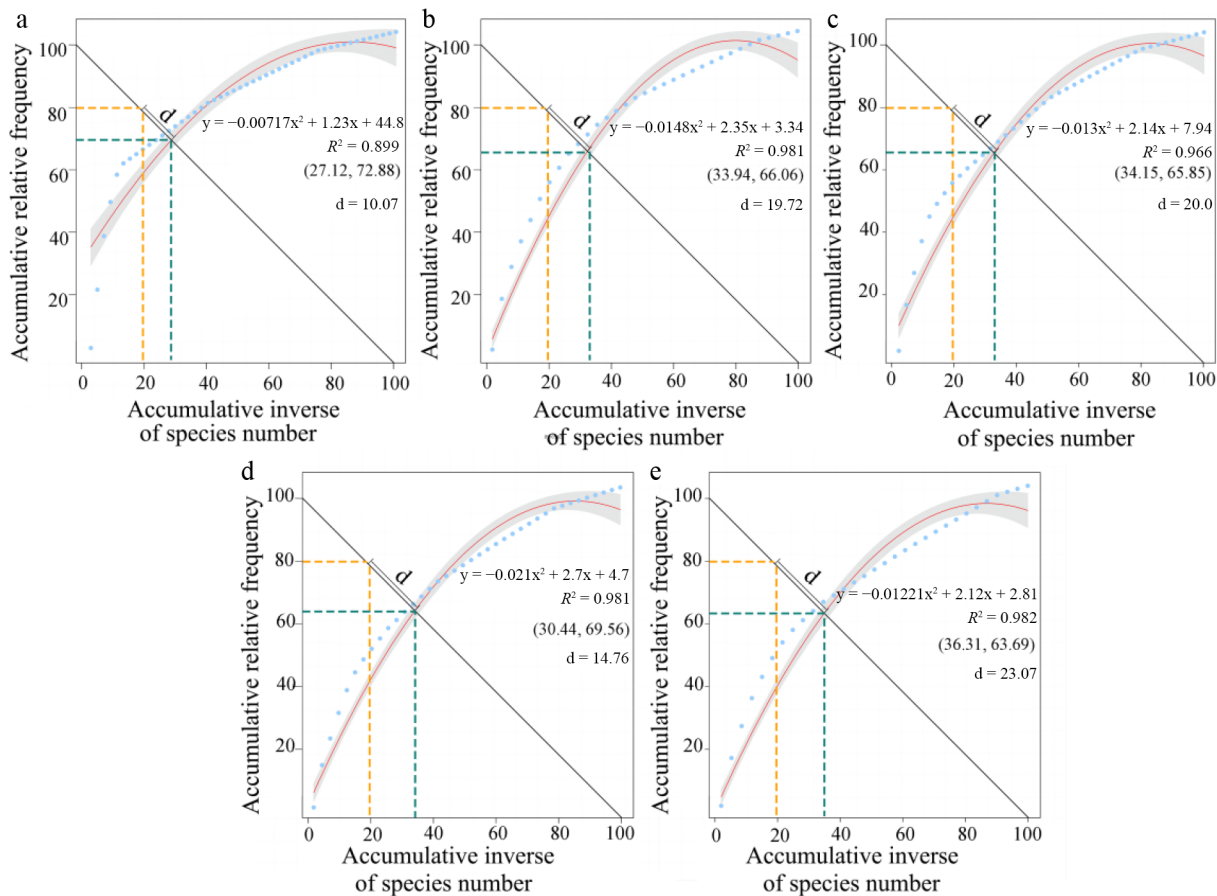 a
Accumulative relative frequency
100
80
60
40
20
d
y = −0.00717x² + 1.23x + 44.8
R² = 0.899
(27.12, 72.88)
d = 10.07
0 20 40 60 80 100
Accumulative inverse
of species number
b
Accumulative relative frequency
100
80
60
40
20
d
y = −0.0148x² + 2.35x + 3.34
R² = 0.981
(33.94, 66.06)
d = 19.72
0 20 40 60 80 100
Accumulative inverse
of species number
c
Accumulative relative frequency
100
80
60
40
20
d
y = −0.013x² + 2.14x + 7.94
R² = 0.966
(34.15, 65.85)
d = 20.0
0 20 40 60 80 100
Accumulative inverse
of species number
d
Accumulative relative frequency
100
80
60
40
20
d
y = −0.021x² + 2.7x + 4.7
R² = 0.981
(30.44, 69.56)
d = 14.76
0 20 40 60 80 100
Accumulative inverse
of species number
e
Accumulative relative frequency
100
80
60
40
20
d
y = −0.01221x² + 2.12x + 2.81
R² = 0.982
(36.31, 63.69)
d = 23.07
0 20 40 60 80 100
Accumulative inverse
of species number